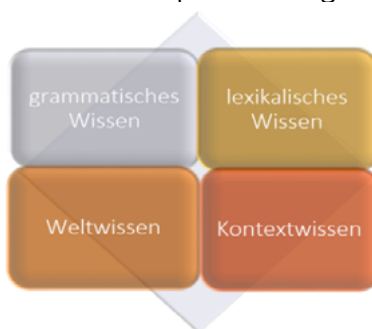 grammatisches
Wissen
lexikalisches
Wissen
Weltwissen
Kontextwissen